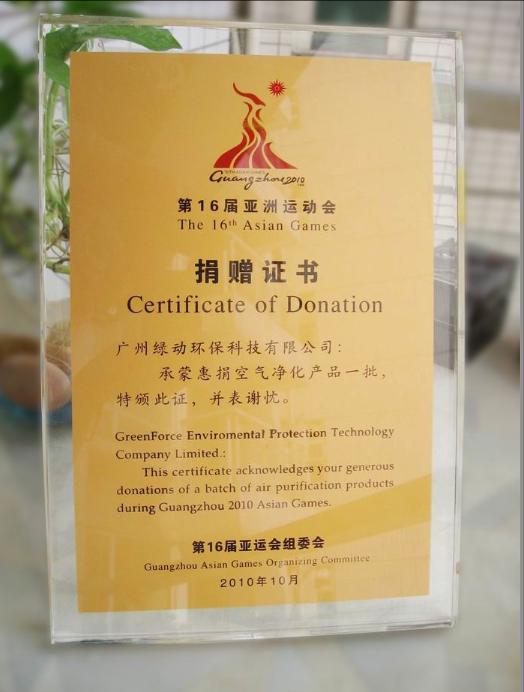 16TH ASIAN GAMES
Guangzhou 2010
第16届亚洲运动会
The 16th Asian Games
捐赠证书
Certificate of Donation
广州绿动环保科技有限公司:
承蒙惠捐空气净化产品一批,
特颁此证,并表谢忱。
GreenForce Enviromental Protection Technology
Company Limited.:
This certificate acknowledges your generous
donations of a batch of air purification products
during Guangzhou 2010 Asian Games.
第16届亚运会组委会
Guangzhou Asian Games Organizing Committee
2010年10月